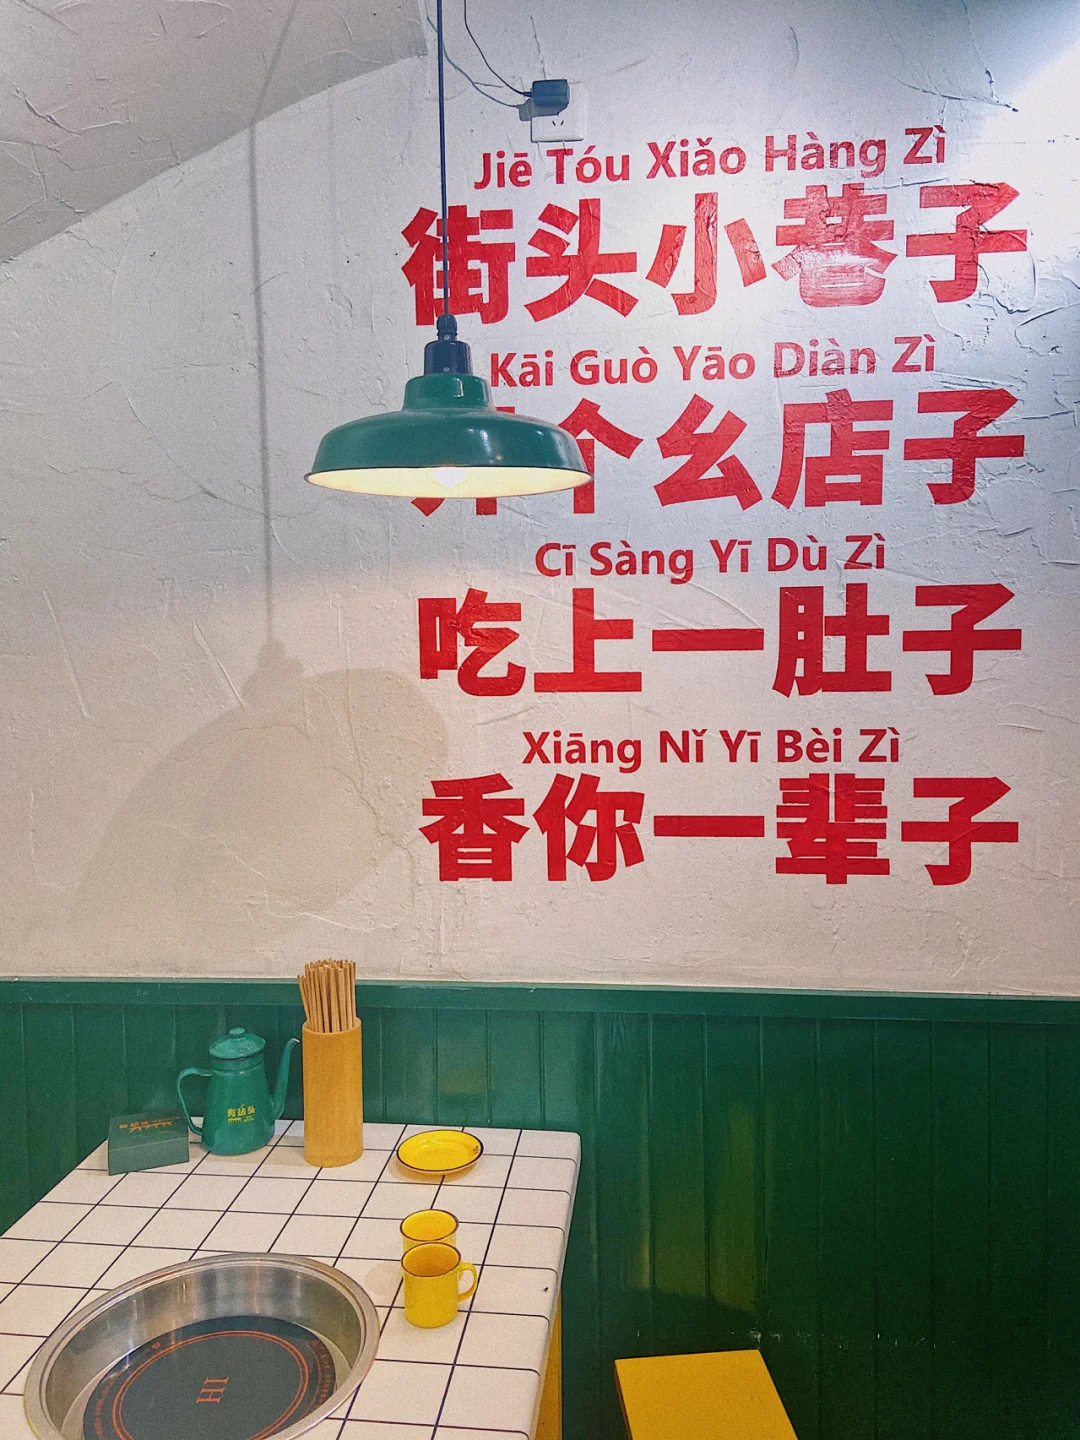 Jiē Tóu Xiǎo Hàng Zì
街头小巷子
Kāi Guò Yāo Diàn Zì
开个幺店子
Cī Sàng Yī Dù Zì
吃上一肚子
Xiāng Nǐ Yī Bèi Zì
香你一辈子
HI